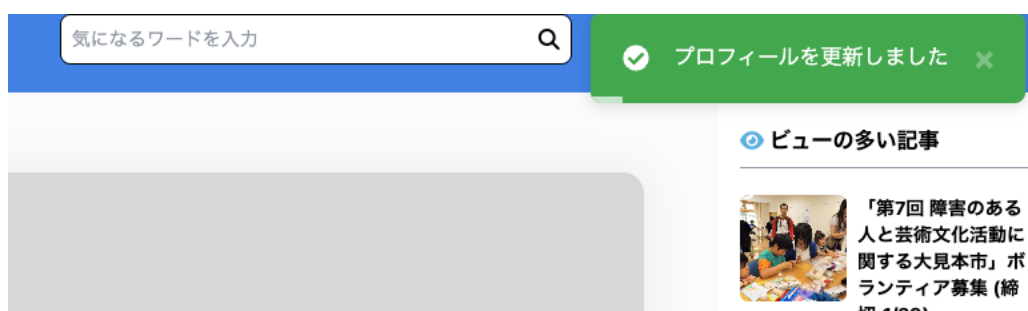 気になるワードを入力
プロフィールを更新しました
ビューの多い記事
「第7回 障害のある
人と芸術文化活動に
関する大見本市」ボ
ランティア募集 (締